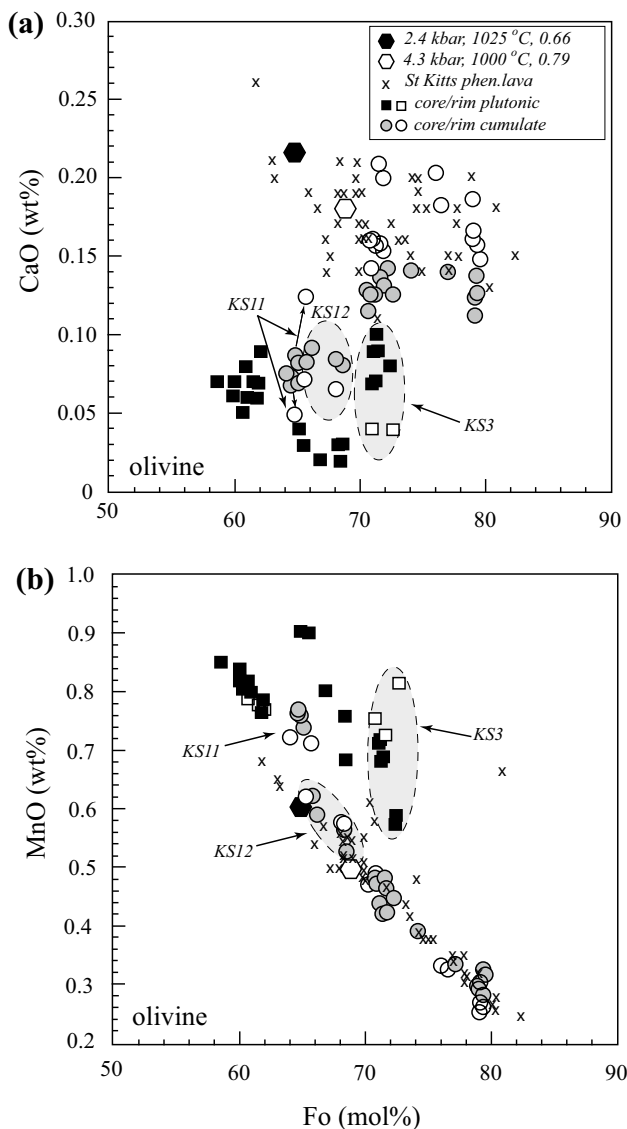 (a)
0.30
0.25
0.20
0.15
0.10
0.05
0
CaO (wt%)
2.4 kbar, 1025 °C, 0.66
4.3 kbar, 1000 °C, 0.79
x St Kitts phen.lava
core/rim plutonic
core/rim cumulate
KS11
KS12
KS3
olivine
60 70 80 90
(b)
1.0
0.9
0.8
0.7
0.6
0.5
0.4
0.3
0.2
MnO (wt%)
KS3
KS11
KS12
olivine
50 60 70 80 90
Fo (mol%)